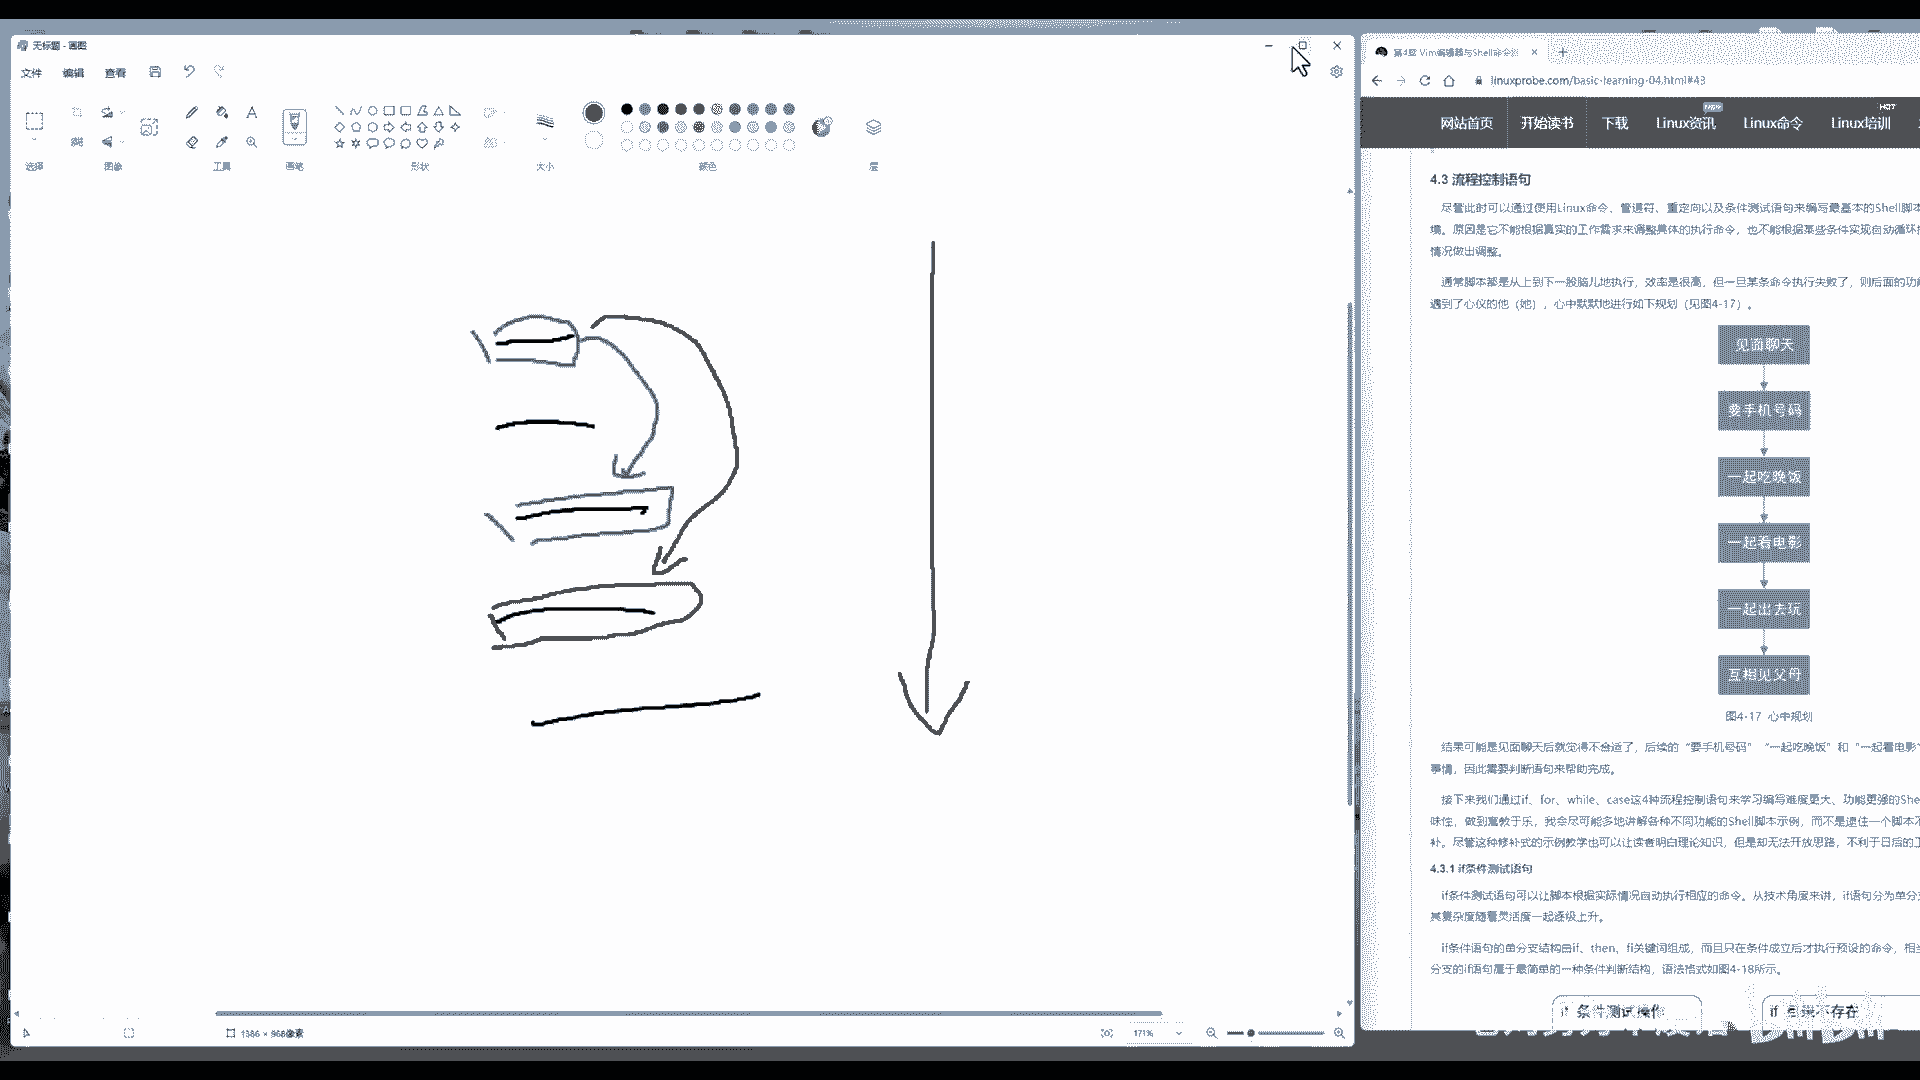 无标题 - 画图
文件 编辑 查看
选择 图像 工具 画笔 形状 大小 颜色 层
1386 × 968像素
171%
第4章 Vim编辑器与Shell命令
linuxprobe.com/basic-learning-04.html#43
网站首页 开始读书 下载 Linux资讯 Linux命令 Linux培训
HOT
4.3 流程控制语句
尽管此时可以通过使用Linux命令、管道符、重定向以及条件测试语句来编写最基本的Shell脚本
境。原因是它不能根据真实的工作需求来调整具体的执行命令，也不能根据某些条件实现自动循环
情况做出调整。
通常脚本都是从上到下一股脑儿地执行，效率是很高，但一旦某条命令执行失败了，则后面的功
遇到了心仪的他（她），心中默默地进行如下规划（见图4-17）。
见面聊天
要手机号码
一起吃晚饭
一起看电影
一起出去玩
互相见父母
图4-17 心中规划
结果可能是见面聊天后就觉得不合适了，后续的“要手机号码”“一起吃晚饭”和“一起看电影”
事情，因此需要判断语句来帮助完成。
接下来我们通过if、for、while、case这4种流程控制语句来学习编写难度更大、功能更强的She
味性，做到寓教于乐，我会尽可能多地讲解各种不同功能的Shell脚本示例，而不是逮住一个脚本不
补。尽管这种修补式的示例教学也可以让读者明白理论知识，但是却无法开放思路，不利于日后的工
4.3.1 if条件测试语句
if条件测试语句可以让脚本根据实际情况自动执行相应的命令。从技术角度来讲，if语句分为单分支
其复杂度随着灵活度一起逐级上升。
if条件语句的单分支结构由if、then、fi关键词组成，而且只在条件成立后才执行预设的命令，相当
分支的if语句属于最简单的一种条件判断结构，语法格式如图4-18所示。
if 条件测试操作
if 目录不存在